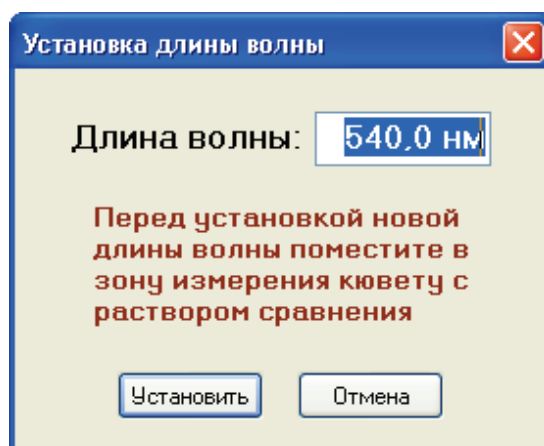 Установка длины волны
Длина волны: 540,0 нм
Перед установкой новой
длины волны поместите в
зону измерения кювету с
раствором сравнения
Установить Отмена